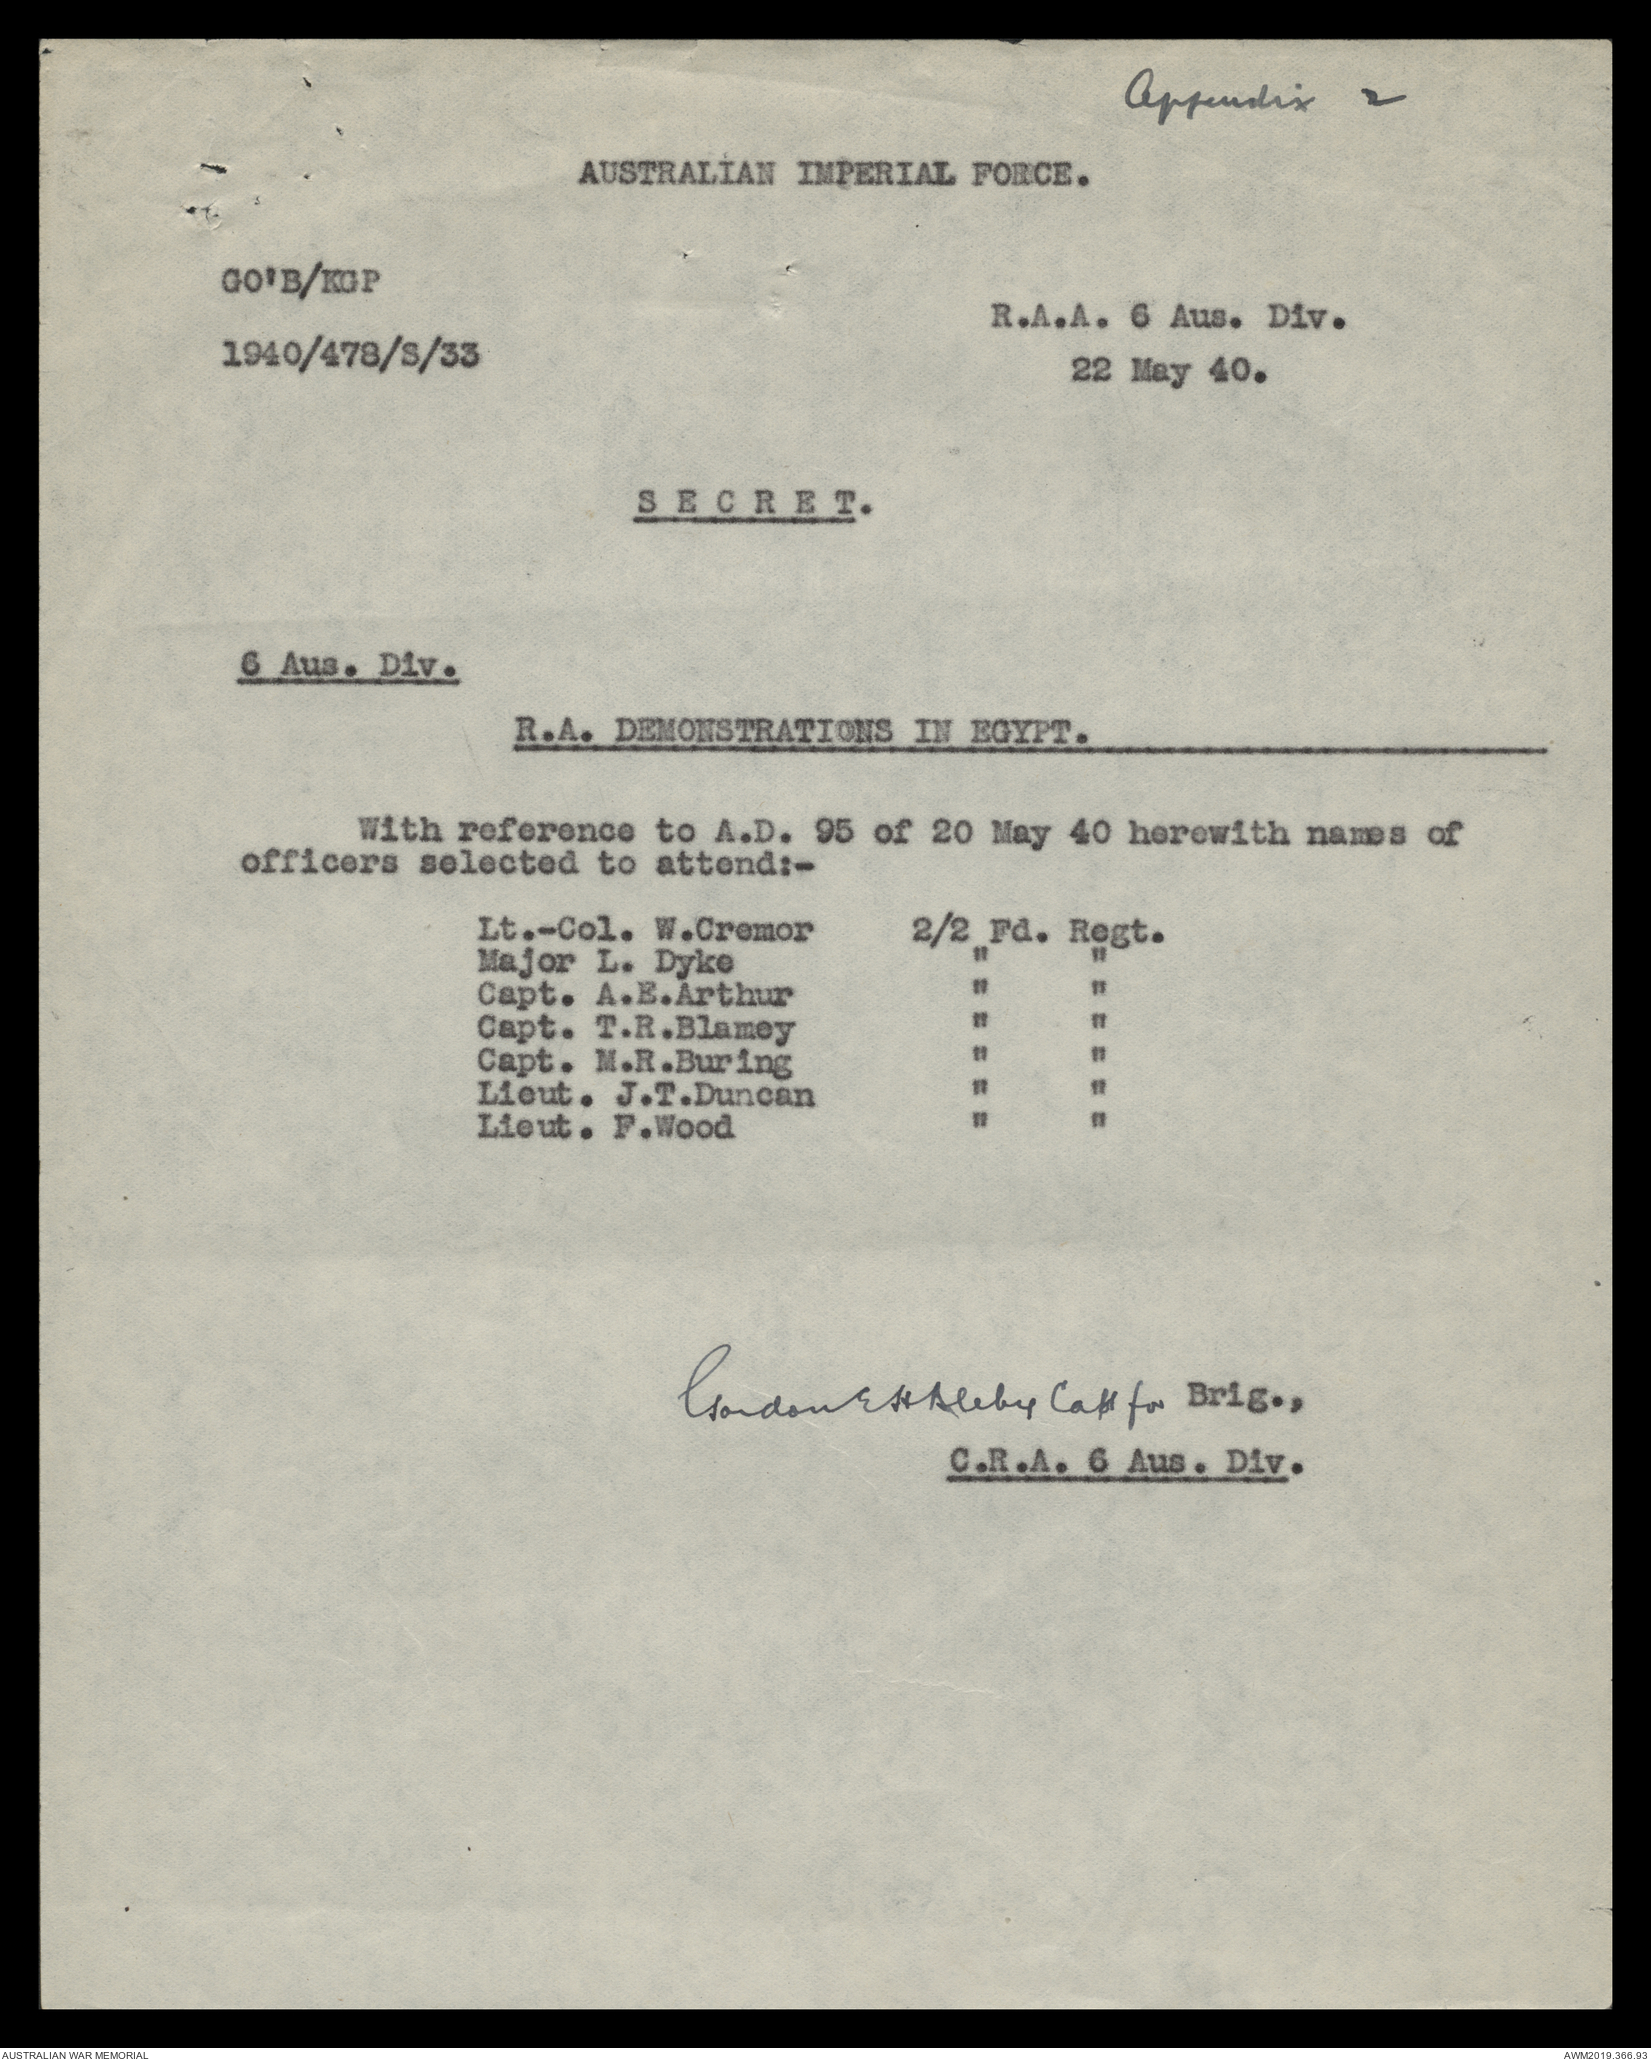 Appendix 2
AUSTRALIAN IMPERIAL FORCE.
GO'B/KGP
R.A.A. 6 Aus. Div.
1940/478/S/33
22 May 40.
S E C R E T.
6 Aus. Div.
R.A. DEMONSTRATIONS IN EGYPT.
With reference to A.D. 95 of 20 May 40 herewith names of
officers selected to attend:-
Lt.-Col. W.Cremor 2/2 Fd. Regt.
Major L. Dyke " "
Capt. A.E.Arthur " "
Capt. T.R.Blamey " "
Capt. M.R.Buring " "
Lieut. J.T.Duncan " "
Lieut. F.Wood " "
Gordon Capt for Brig.,
C.R.A. 6 Aus. Div.
AUSTRALIAN WAR MEMORIAL
AWM2019.366.93